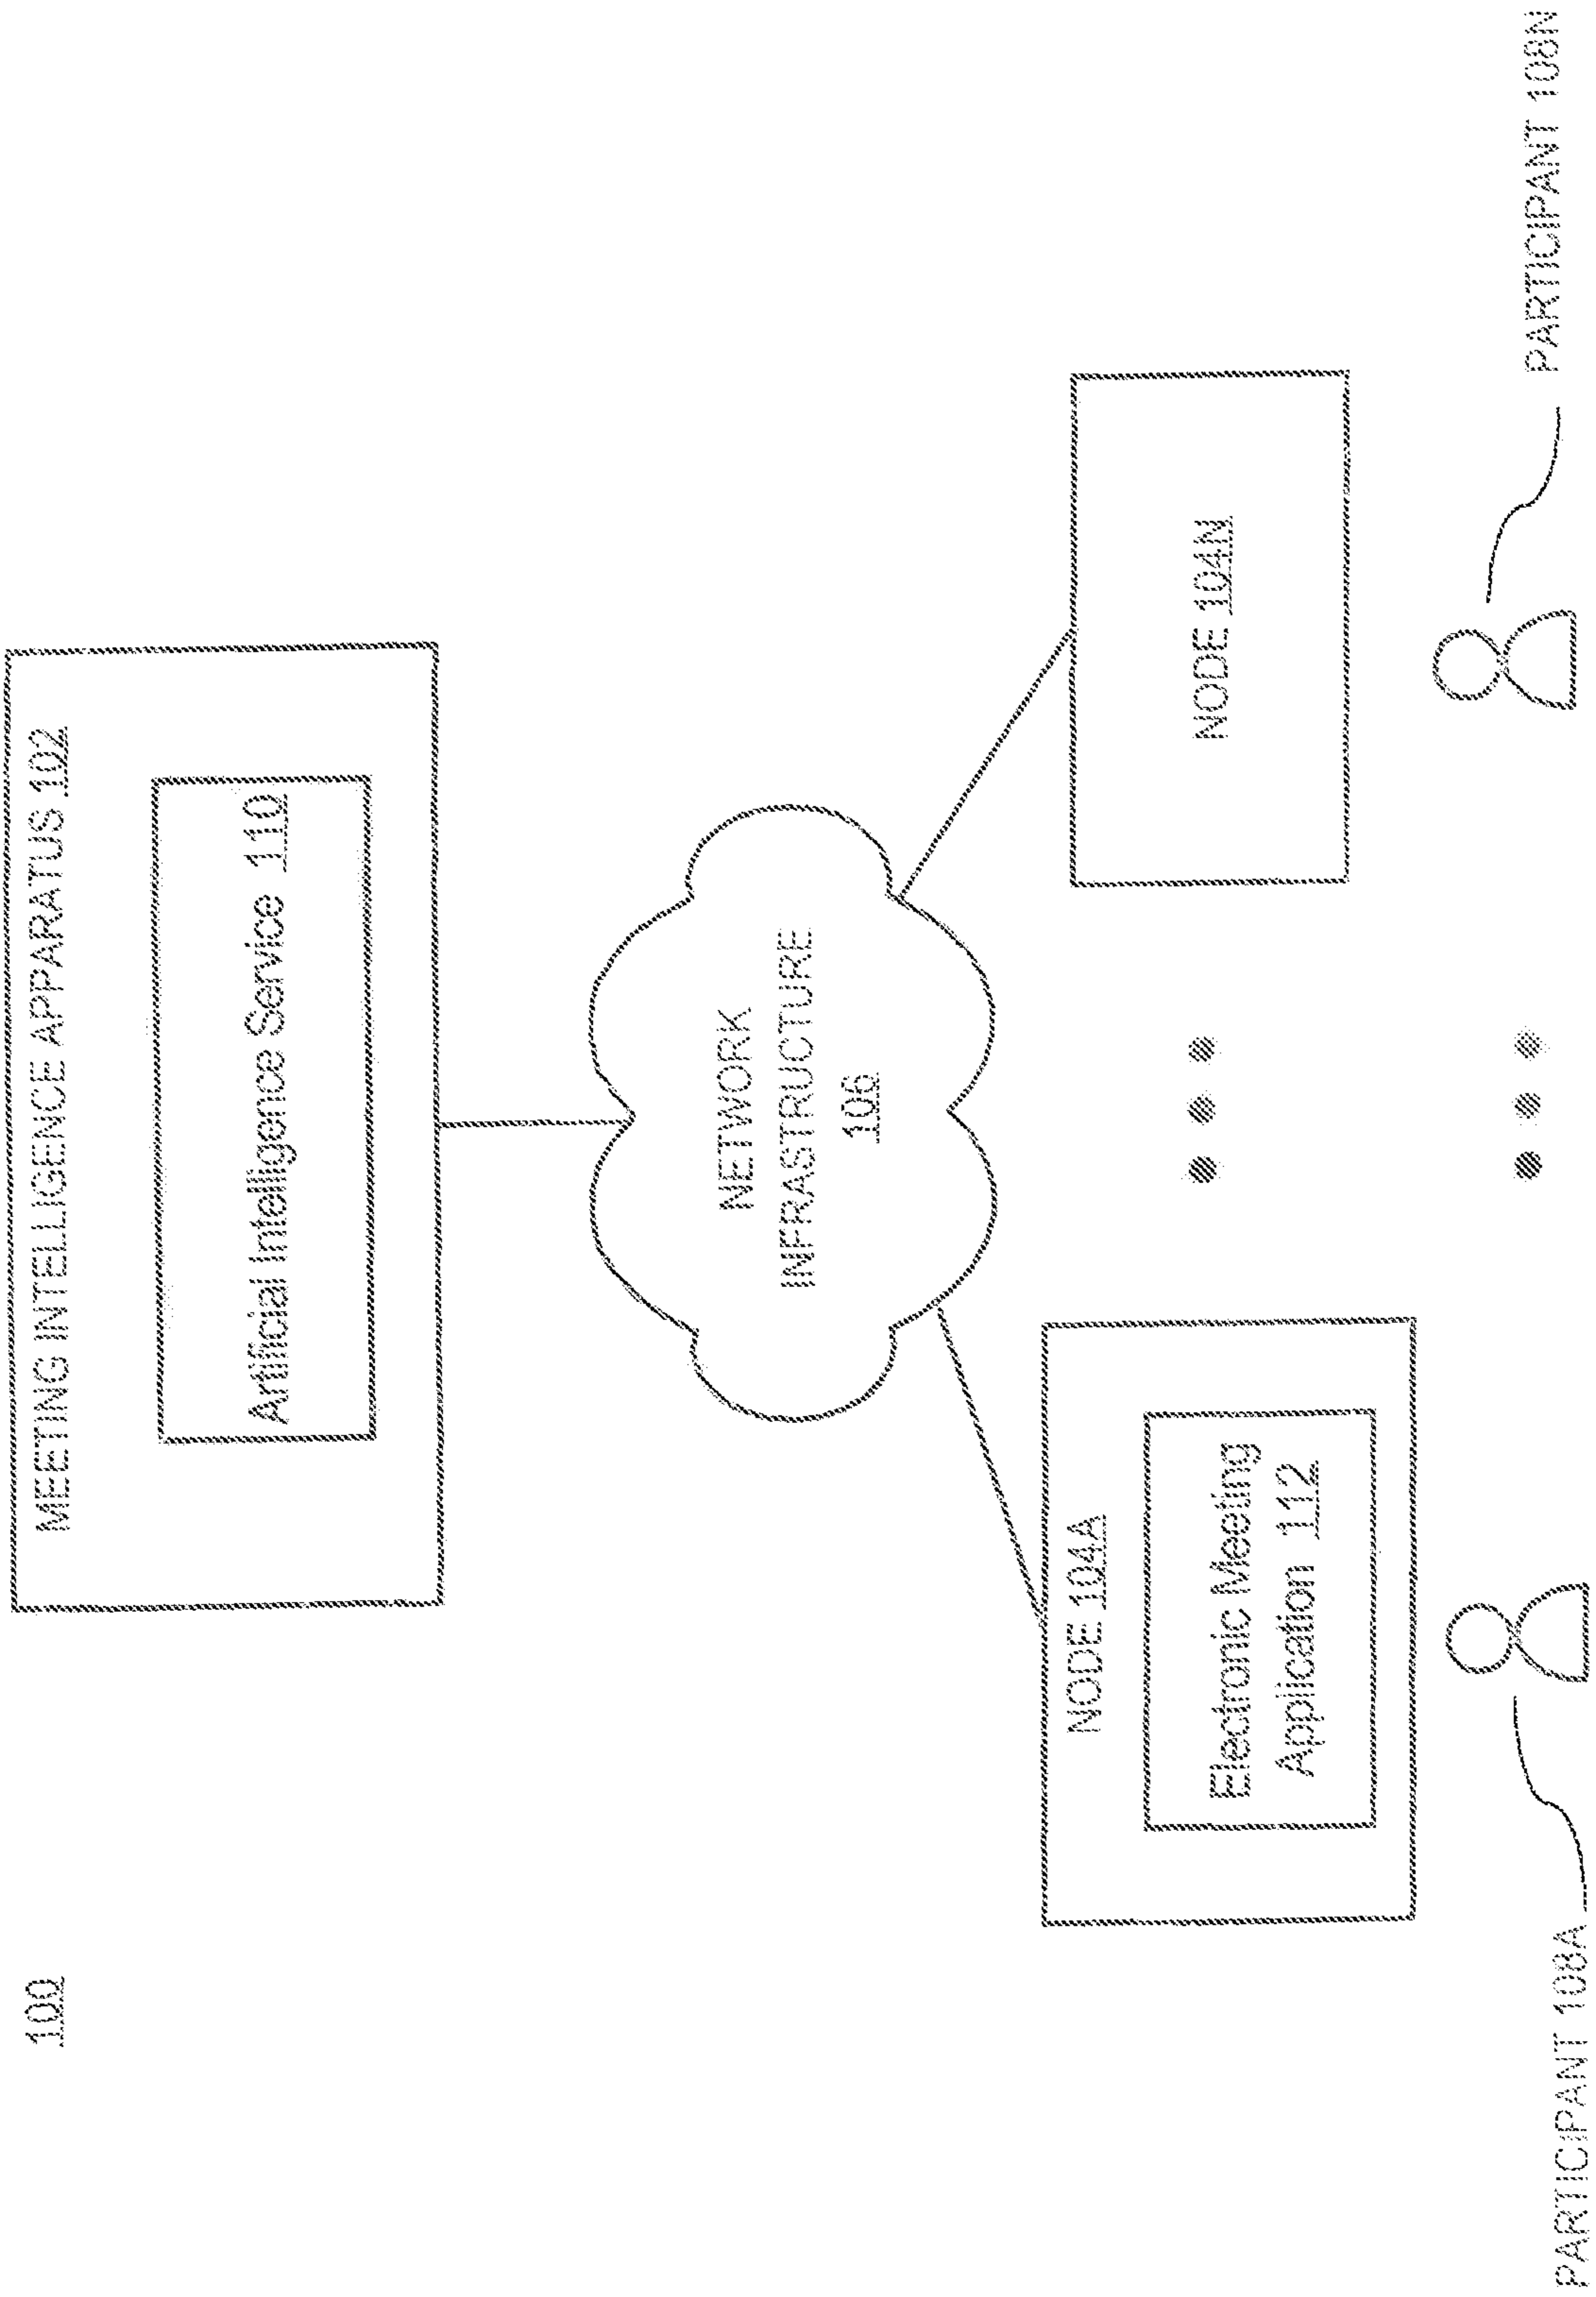 100
MEETING INTELLIGENCE APPARATUS 102
Artificial Intelligence Service 110
NETWORK
INFRASTRUCTURE
106
NODE 104A
Electronic Meeting
Application 112
NODE 104N
PARTICIPANT 108A
PARTICIPANT 108N